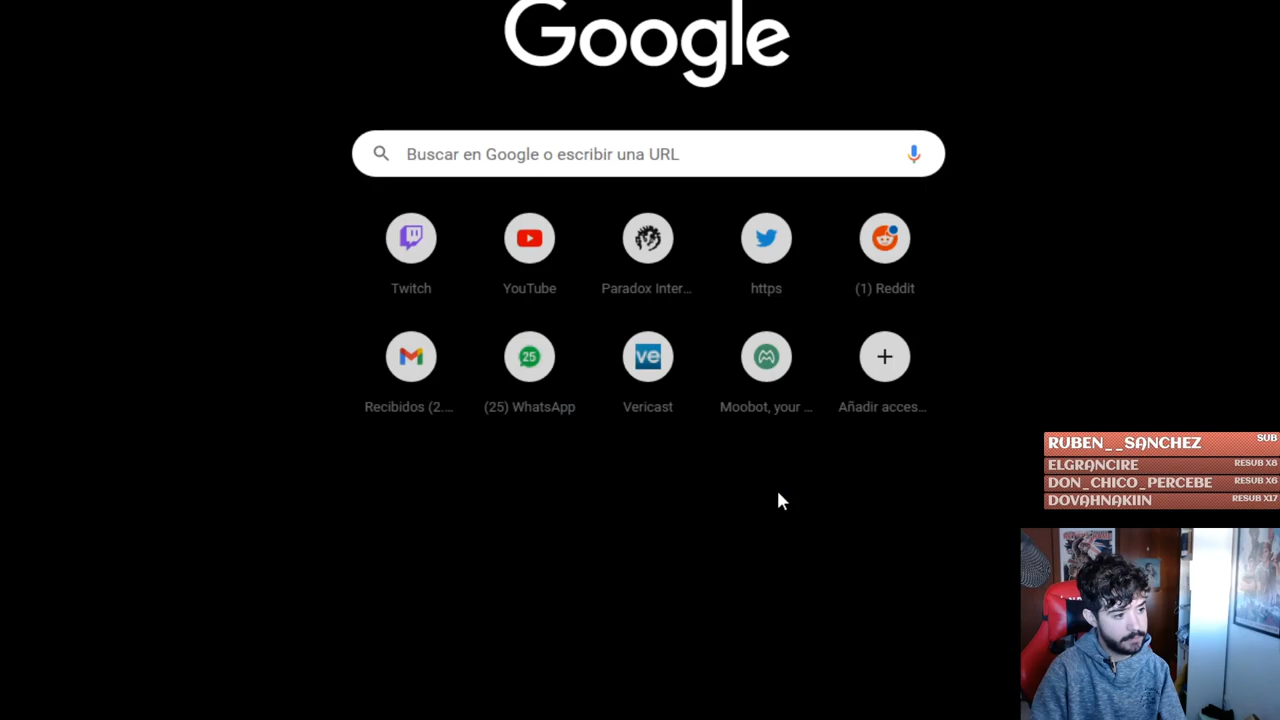 Google
Buscar en Google o escribir una URL
Twitch
YouTube
Paradox Inter...
https
(1) Reddit
25
ve
Recibidos (2....
(25) WhatsApp
Vericast
Moobot, your ...
Añadir acces...
RUBEN__SANCHEZ SUB
ELGRANCIRE RESUB X8
DON_CHICO_PERCEBE RESUB X6
DOVAHNAKIIN RESUB X17